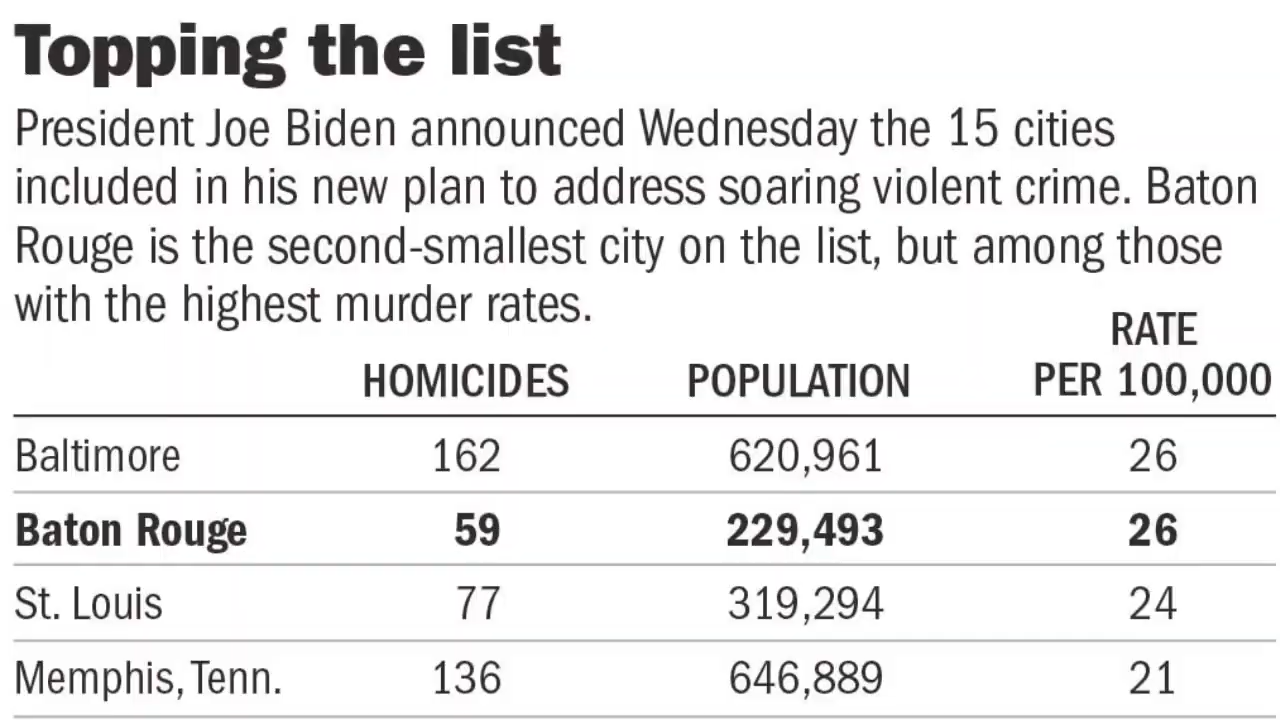 Topping the list
President Joe Biden announced Wednesday the 15 cities
included in his new plan to address soaring violent crime. Baton
Rouge is the second-smallest city on the list, but among those
with the highest murder rates.
HOMICIDES POPULATION RATE PER 100,000
Baltimore 162 620,961 26
Baton Rouge 59 229,493 26
St. Louis 77 319,294 24
Memphis, Tenn. 136 646,889 21